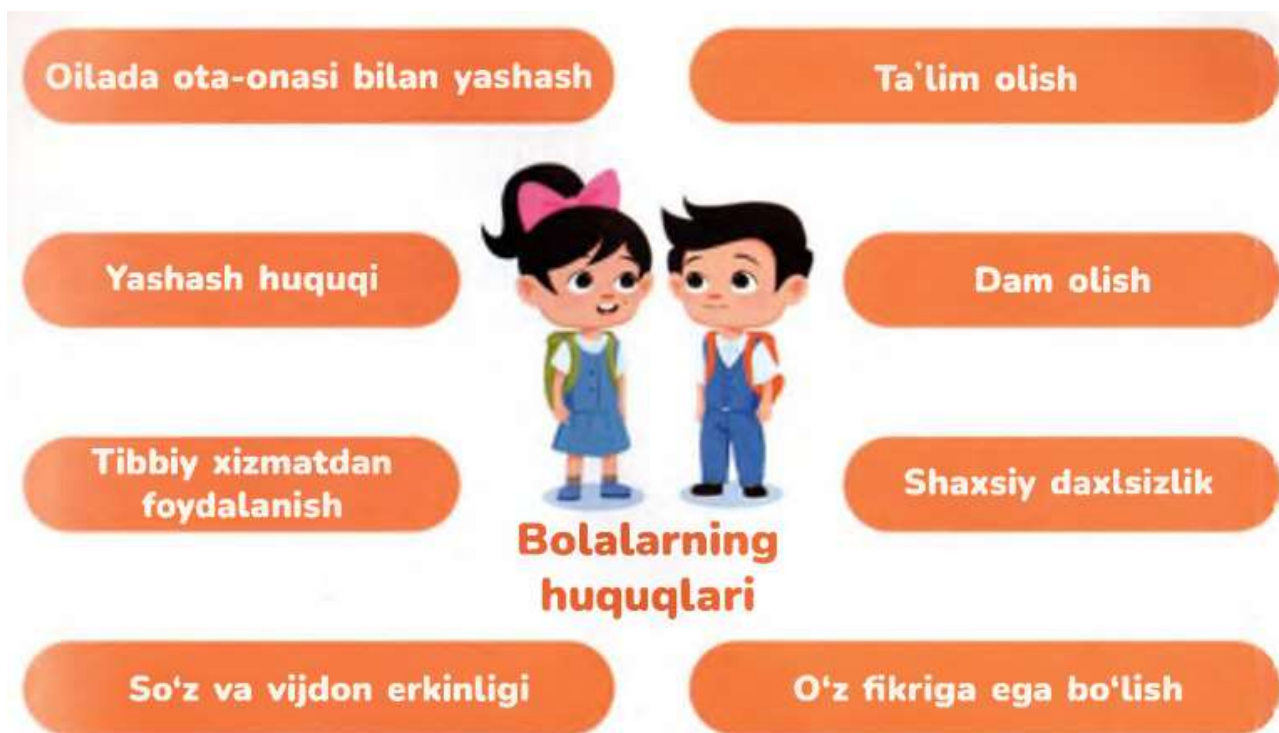 Oilada ota-onasi bilan yashash
Ta'lim olish
Yashash huquqi
Dam olish
Tibbiy xizmatdan
foydalanish
Shaxsiy daxlsizlik
Bolalarning
huquqlari
So‘z va vijdon erkinligi
O‘z fikriga ega bo‘lish